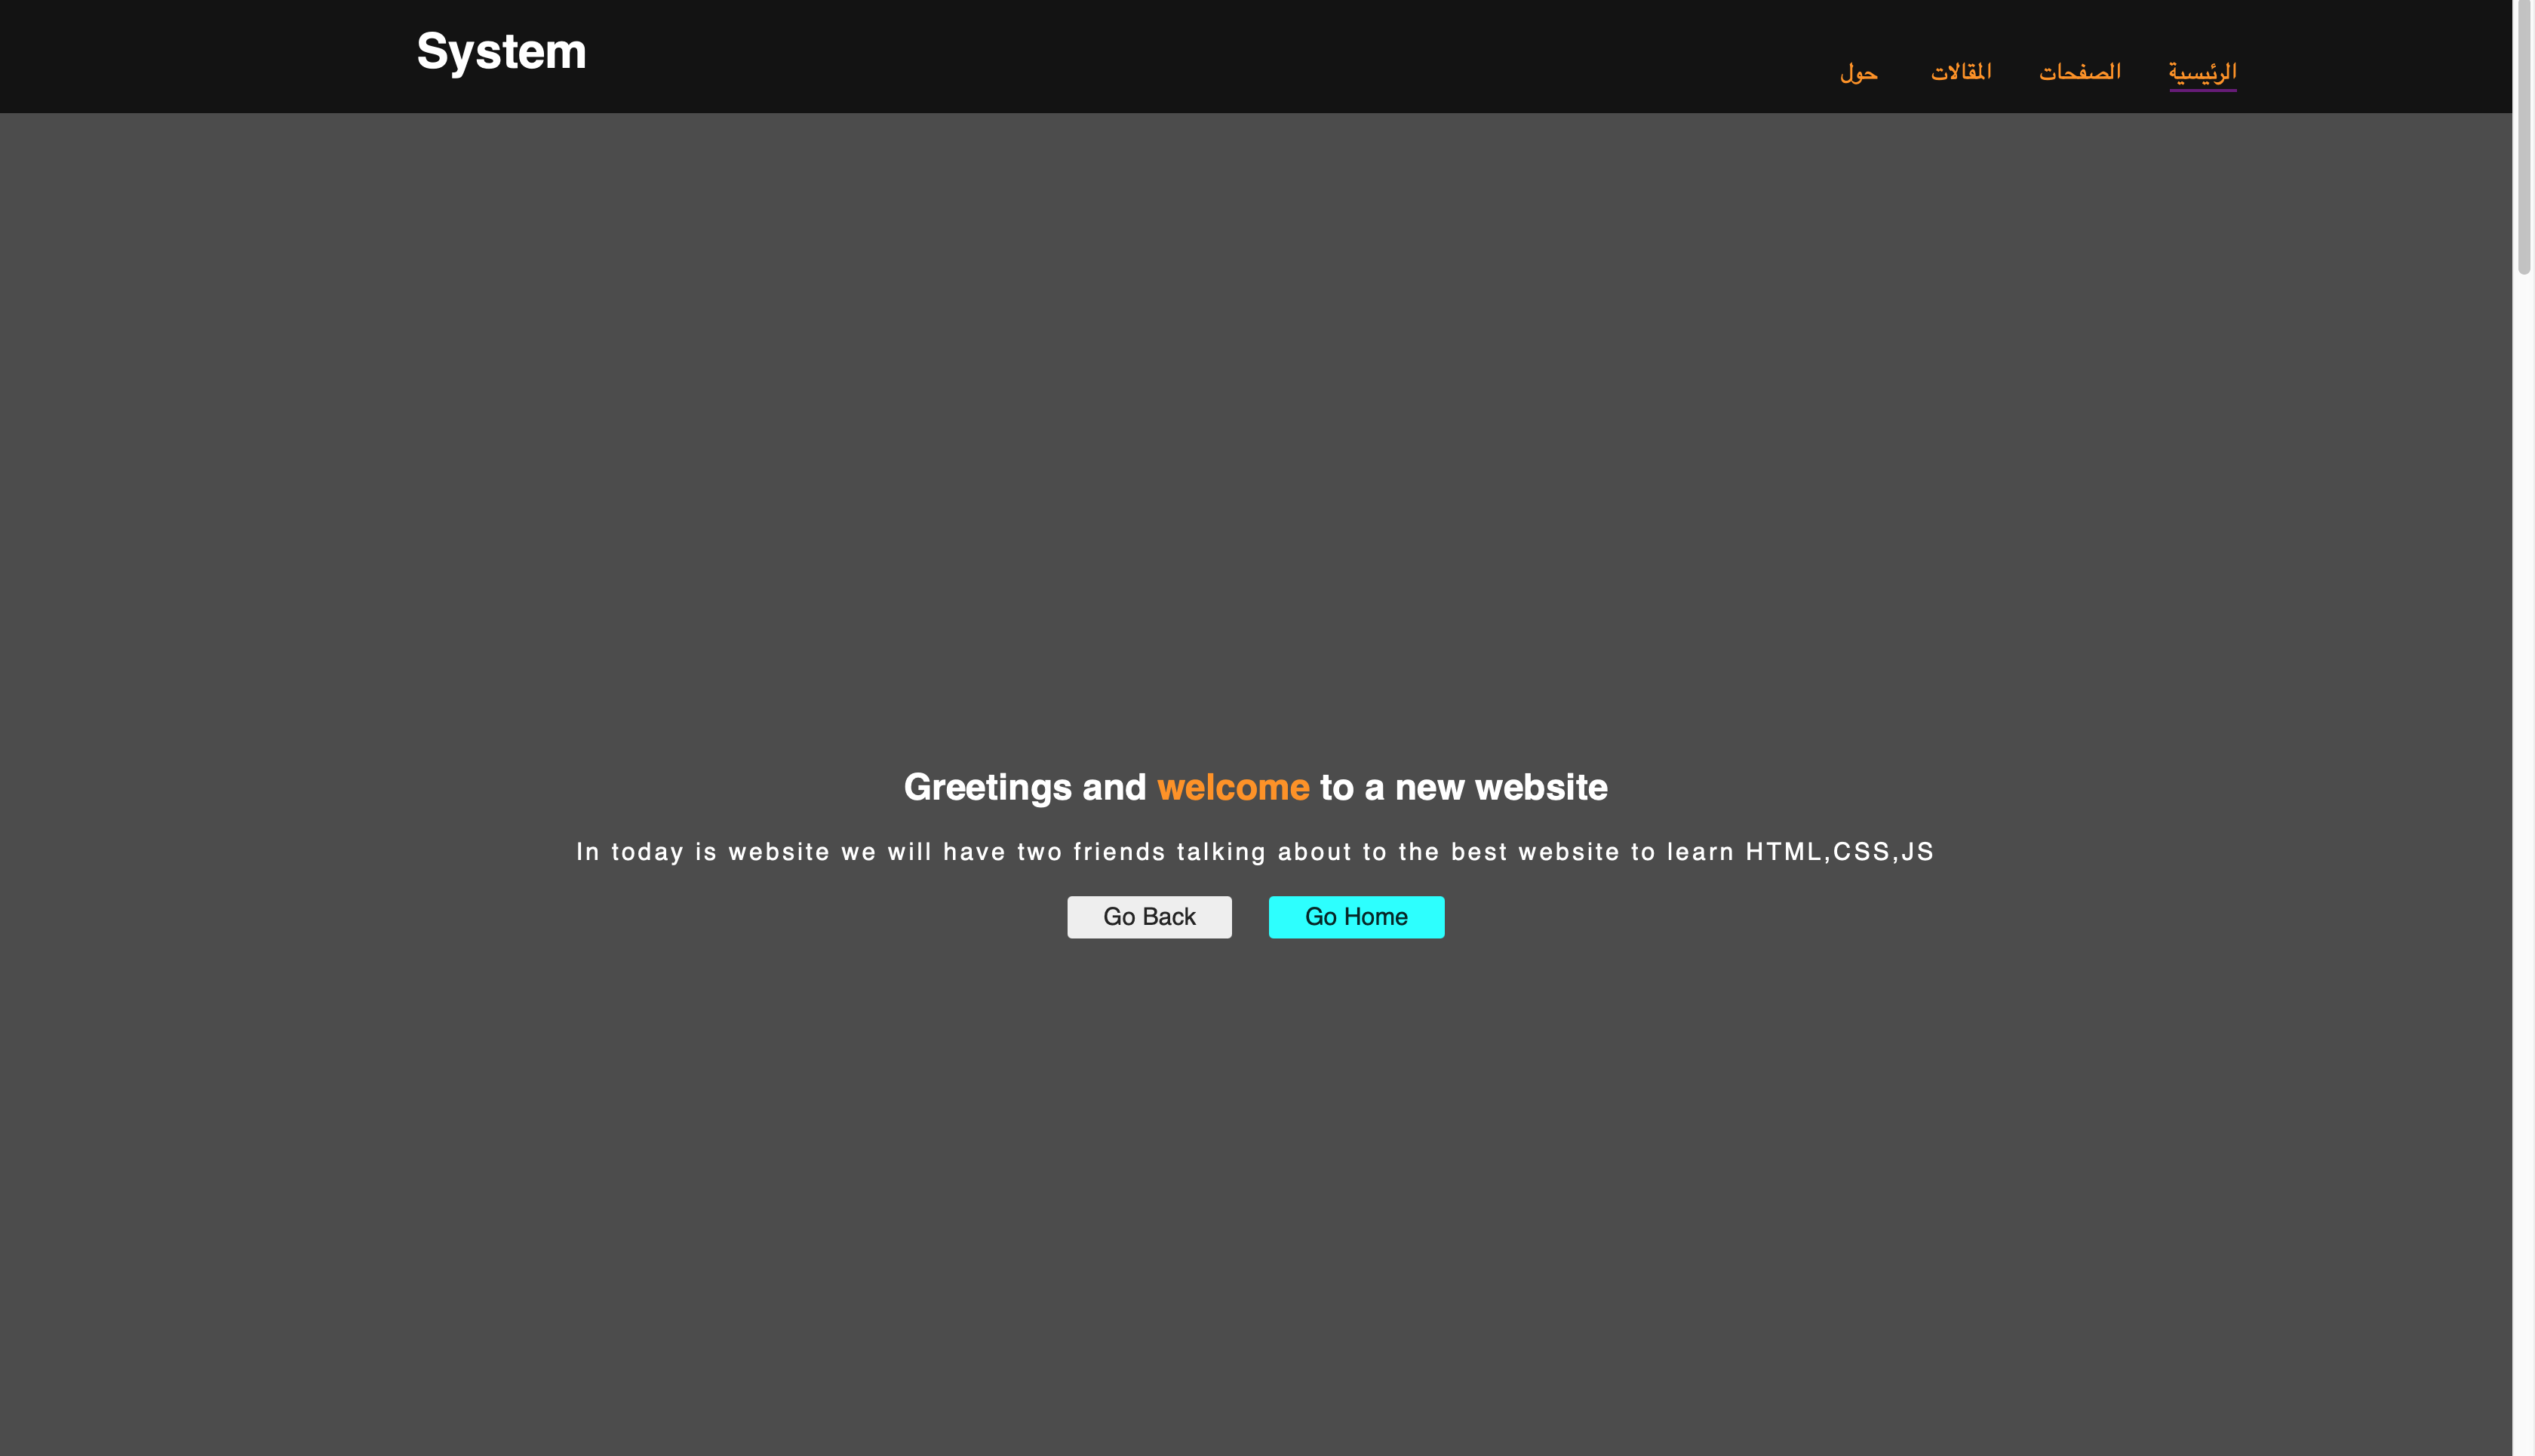 System
الرئيسية الصفحات المقالات حول
Greetings and welcome to a new website
In today is website we will have two friends talking about to the best website to learn HTML,CSS,JS
Go Back Go Home